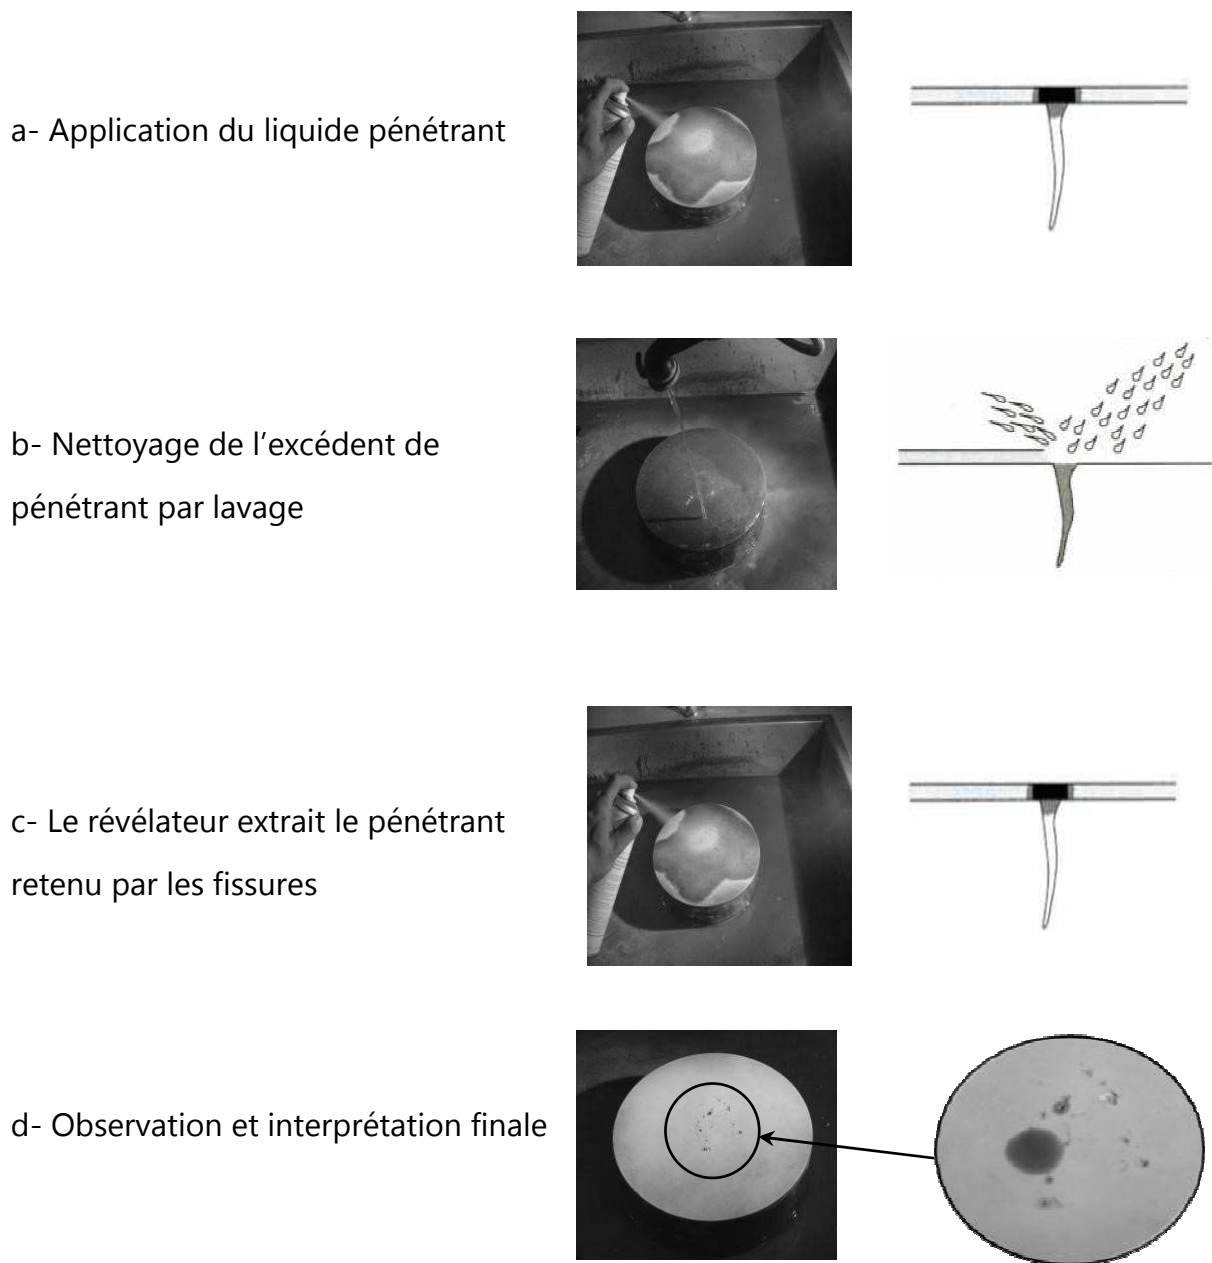 a- Application du liquide pénétrant
b- Nettoyage de l’excédent de
pénétrant par lavage
c- Le révélateur extrait le pénétrant
retenu par les fissures
d- Observation et interprétation finale